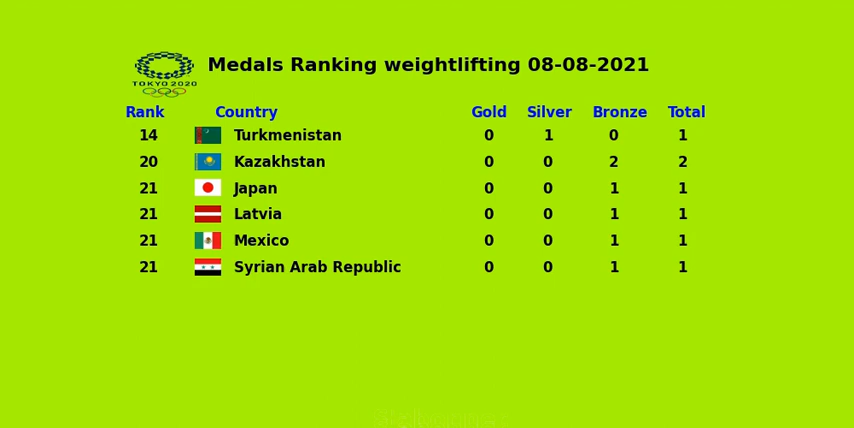 Medals Ranking weightlifting 08-08-2021
TOKYO 2020
Rank Country Gold Silver Bronze Total
14 Turkmenistan 0 1 0 1
20 Kazakhstan 0 0 2 2
21 Japan 0 0 1 1
21 Latvia 0 0 1 1
21 Mexico 0 0 1 1
21 Syrian Arab Republic 0 0 1 1